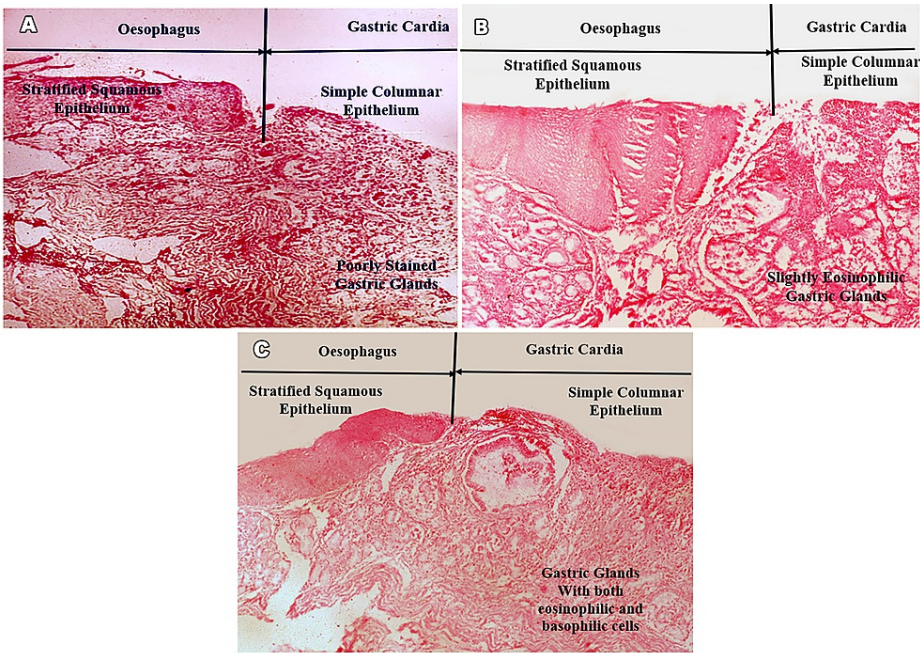 A
Oesophagus
Gastric Cardia
Stratified Squamous
Epithelium
Simple Columnar
Epithelium
Poorly Stained
Gastric Glands
B
Oesophagus
Gastric Cardia
Stratified Squamous
Epithelium
Simple Columnar
Epithelium
Slightly Eosinophilic
Gastric Glands
C
Oesophagus
Gastric Cardia
Stratified Squamous
Epithelium
Simple Columnar
Epithelium
Gastric Glands
With both
eosinophilic and
basophilic cells